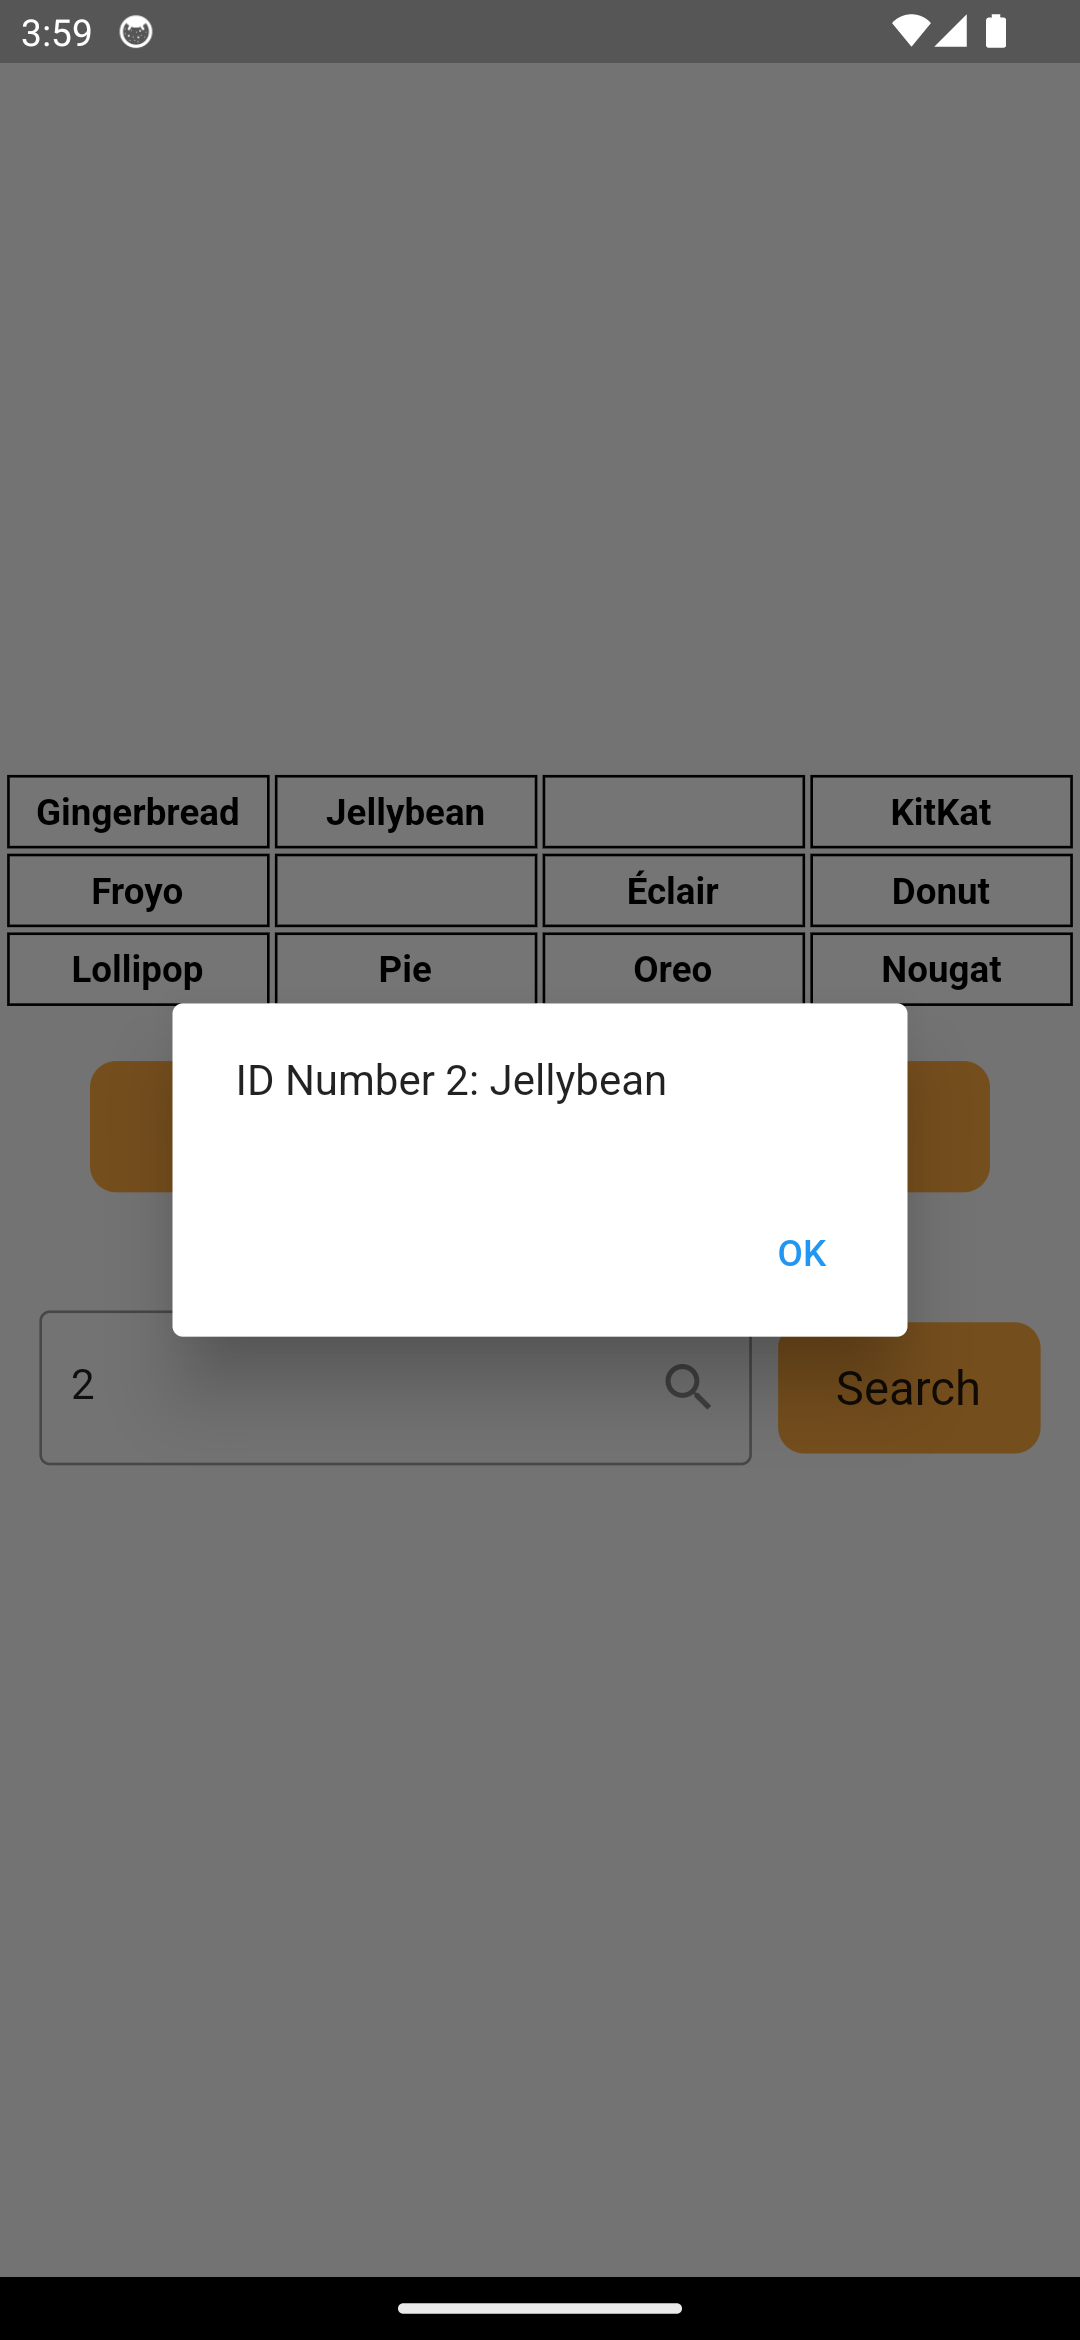 3:59
Gingerbread Jellybean KitKat
Froyo Éclair Donut
Lollipop Pie Oreo Nougat
ID Number 2: Jellybean
OK
2 Search